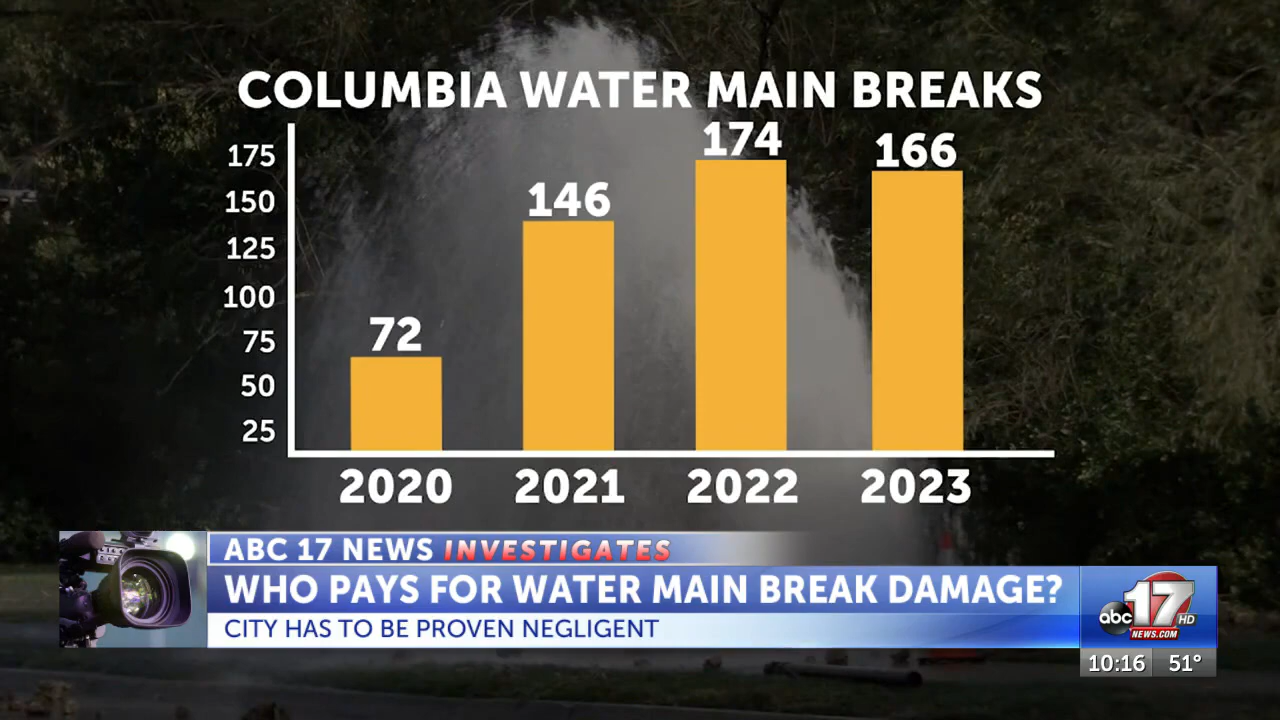 COLUMBIA WATER MAIN BREAKS
175
150
125
100
75
50
25
72
146
174
166
2020 2021 2022 2023
ABC 17 NEWS INVESTIGATES
WHO PAYS FOR WATER MAIN BREAK DAMAGE?
CITY HAS TO BE PROVEN NEGLIGENT
abc 17 HD
NEWS.COM
10:16 51°